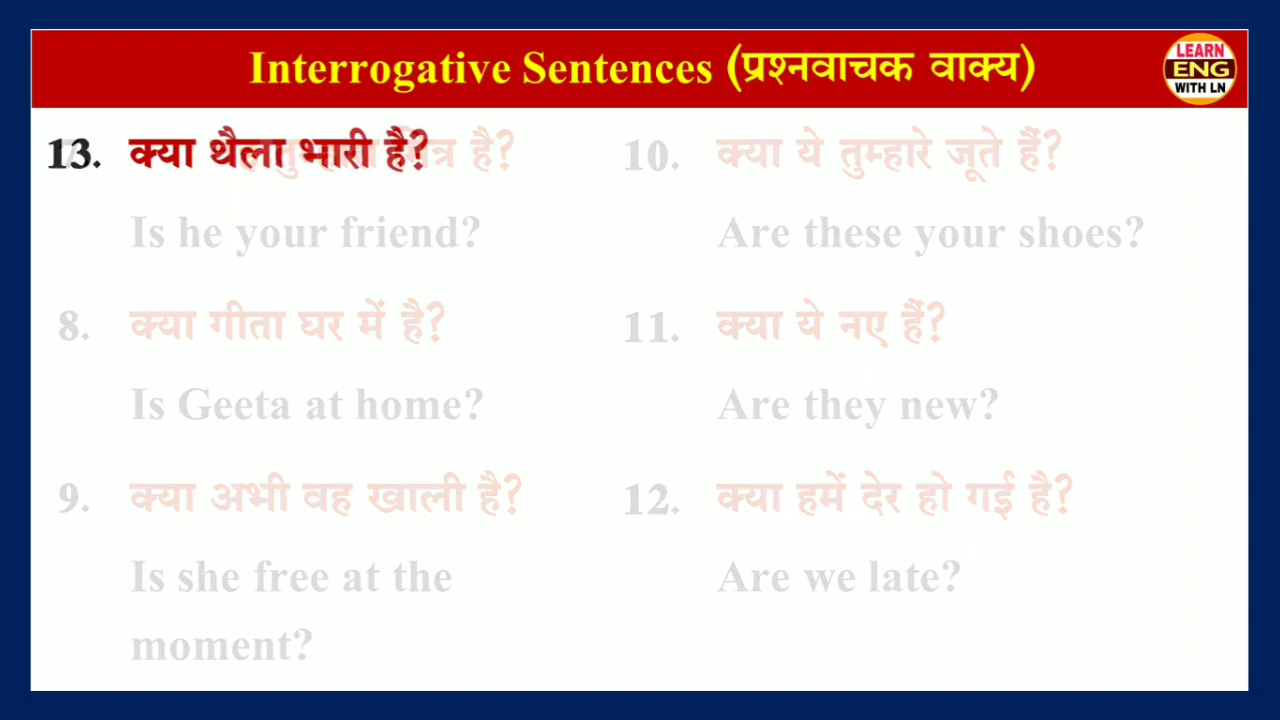 Interrogative Sentences (प्रश्नवाचक वाक्य)
LEARN
ENG
WITH LN
13. क्या थैला भारी है?
है?
Is he your friend?
8. क्या गीता घर में है?
Is Geeta at home?
9. क्या अभी वह खाली है?
Is she free at the
moment?
10. क्या ये तुम्हारे जूते हैं?
Are these your shoes?
11. क्या ये नए हैं?
Are they new?
12. क्या हमें देर हो गई है?
Are we late?